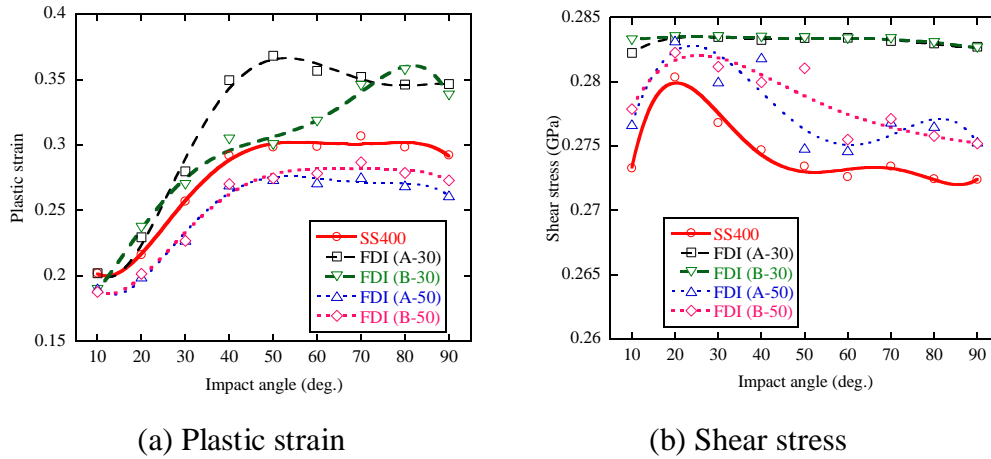 0.4
0.35
0.3
0.25
0.2
0.15
Plastic strain
SS400
FDI (A-30)
FDI (B-30)
FDI (A-50)
FDI (B-50)
10 20 30 40 50 60 70 80 90
Impact angle (deg.)
(a) Plastic strain
0.285
0.28
0.275
0.27
0.265
0.26
Shear stress (GPa)
SS400
FDI (A-30)
FDI (B-30)
FDI (A-50)
FDI (B-50)
10 20 30 40 50 60 70 80 90
Impact angle (deg.)
(b) Shear stress